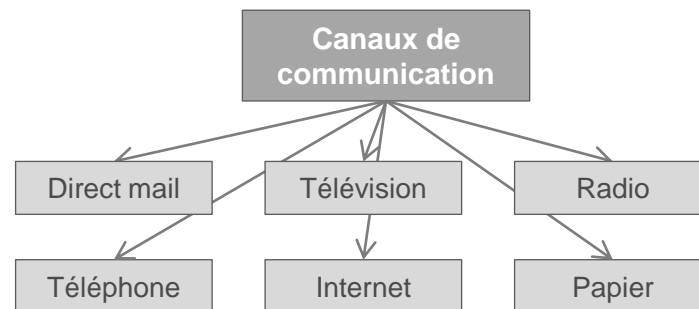 Canaux de
communication
Direct mail
Télévision
Radio
Téléphone
Internet
Papier